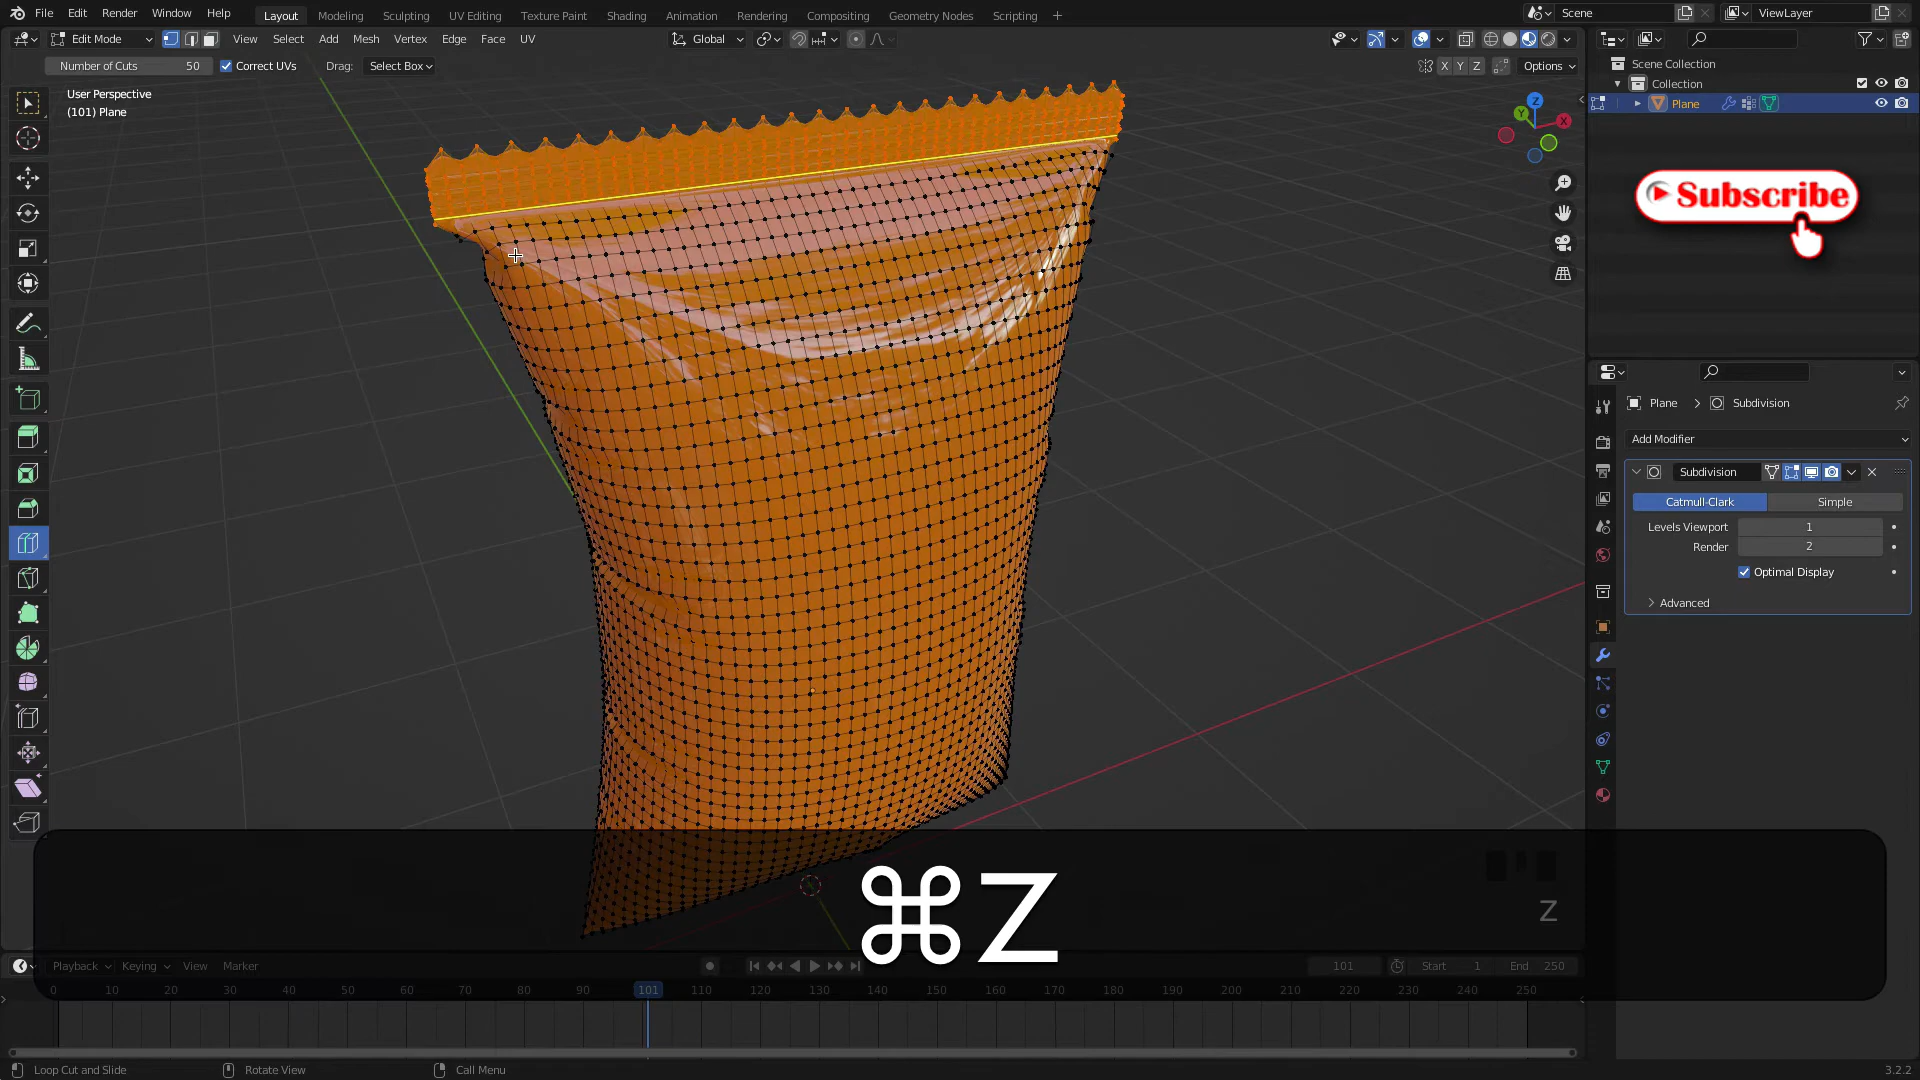 File Edit Render Window Help Layout Modeling Sculpting UV Editing Texture Paint Shading Animation Rendering Compositing Geometry Nodes Scripting + Scene ViewLayer
Edit Mode View Select Add Mesh Vertex Edge Face UV Global
Number of Cuts 50 Correct UVs Drag: Select Box X Y Z Options
User Perspective
(101) Plane
Z
X
Y
Scene Collection
Collection
Plane
Subscribe
Plane > Subdivision
Add Modifier
Subdivision
Catmull-Clark Simple
Levels Viewport 1
Render 2
Optimal Display
Advanced
⌘Z
Z
Playback Keying View Marker 101 Start 1 End 250
0 10 20 30 40 50 60 70 80 90 101 110 120 130 140 150 160 170 180 190 200 210 220 230 240 250
Loop Cut and Slide Rotate View Call Menu 3.2.2